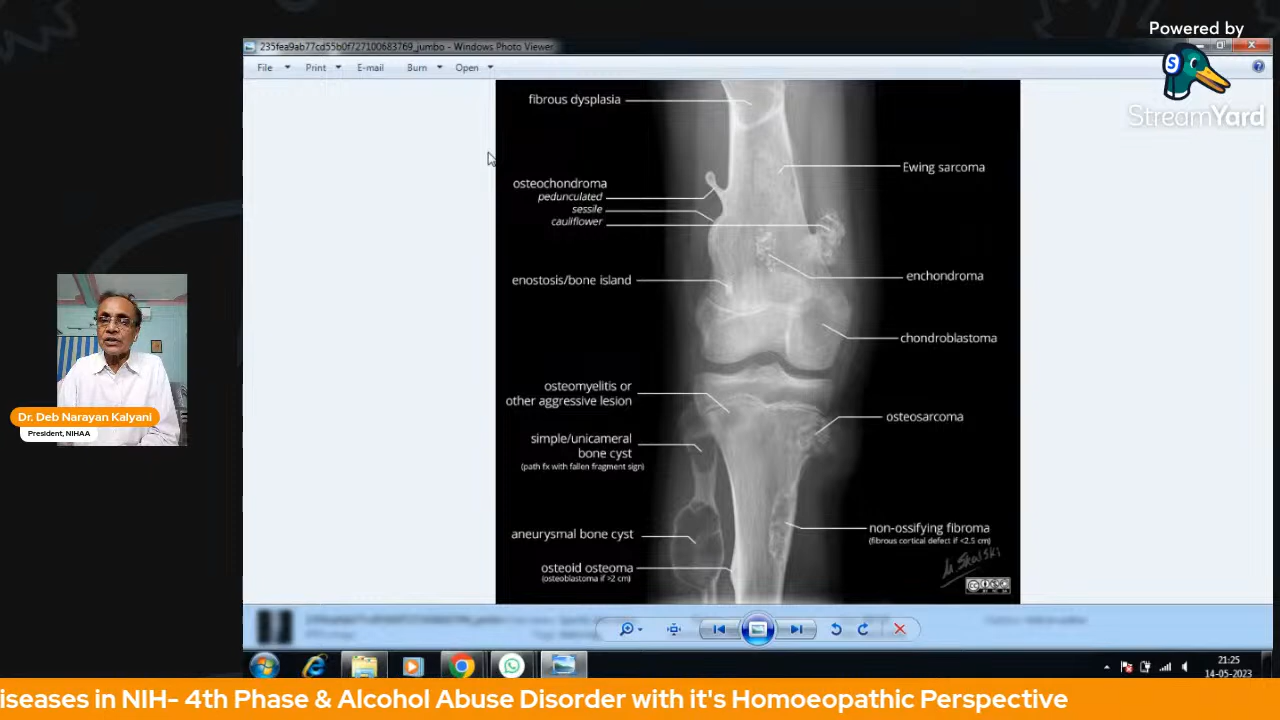 Powered by
StreamYard
235fea9ab77cd55b0f727100683769_jumbo - Windows Photo Viewer
File Print E-mail Burn Open
fibrous dysplasia
Ewing sarcoma
osteochondroma
pedunculated
sessile
cauliflower
enchondroma
enostosis/bone island
chondroblastoma
osteomyelitis or
other aggressive lesion
osteosarcoma
simple/unicameral
bone cyst
(path fx with fallen fragment sign)
non-ossifying fibroma
(fibrous cortical defect if <2.5 cm)
aneurysmal bone cyst
osteoid osteoma
(osteoblastoma if >2 cm)
M. Skalski
Dr. Deb Narayan Kalyani
President, NIHAA
21:25
14-05-2023
iseases in NIH- 4th Phase & Alcohol Abuse Disorder with it's Homoeopathic Perspective